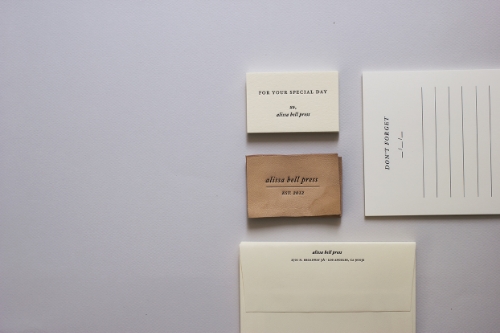 FOR YOUR SPECIAL DAY
xo,
alissa bell press
alissa bell press
EST. 2013
DON'T FORGET
alissa bell press